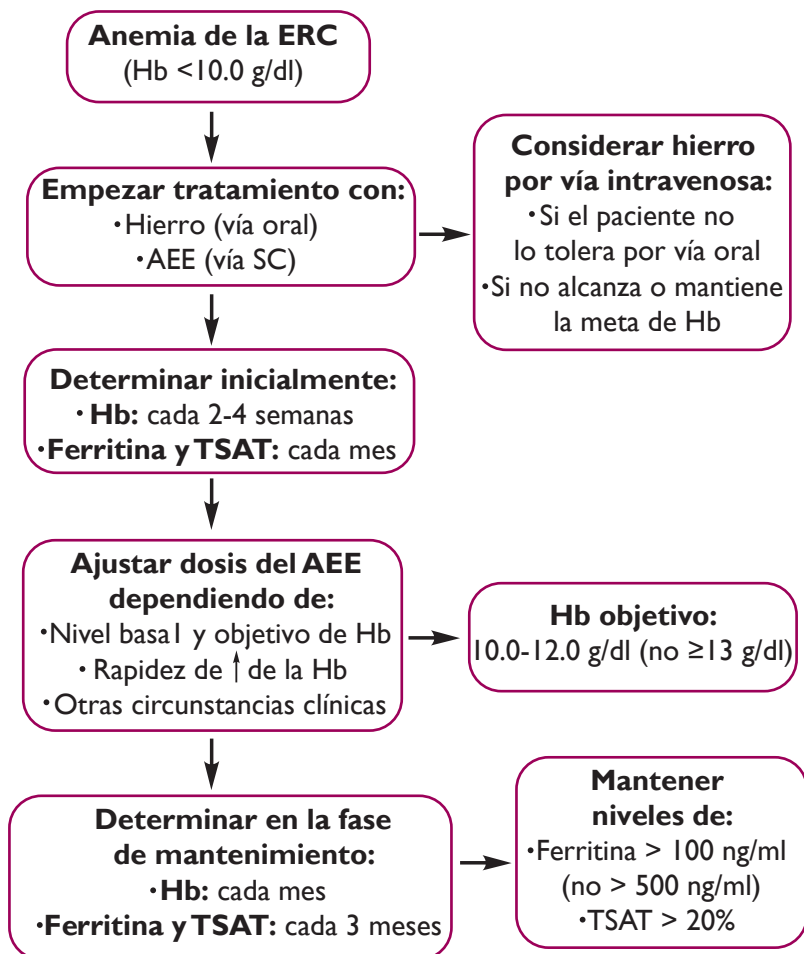 Anemia de la ERC
(Hb <10.0 g/dl)
Empezar tratamiento con:
•Hierro (vía oral)
•AEE (vía SC)
Considerar hierro
por vía intravenosa:
•Si el paciente no
lo tolera por vía oral
•Si no alcanza o mantiene
la meta de Hb
Determinar inicialmente:
•Hb: cada 2-4 semanas
•Ferritina y TSAT: cada mes
Ajustar dosis del AEE
dependiendo de:
•Nivel basal y objetivo de Hb
•Rapidez de ↑ de la Hb
•Otras circunstancias clínicas
Hb objetivo:
10.0-12.0 g/dl (no ≥13 g/dl)
Determinar en la fase
de mantenimiento:
•Hb: cada mes
•Ferritina y TSAT: cada 3 meses
Mantener
niveles de:
•Ferritina > 100 ng/ml
(no > 500 ng/ml)
•TSAT > 20%